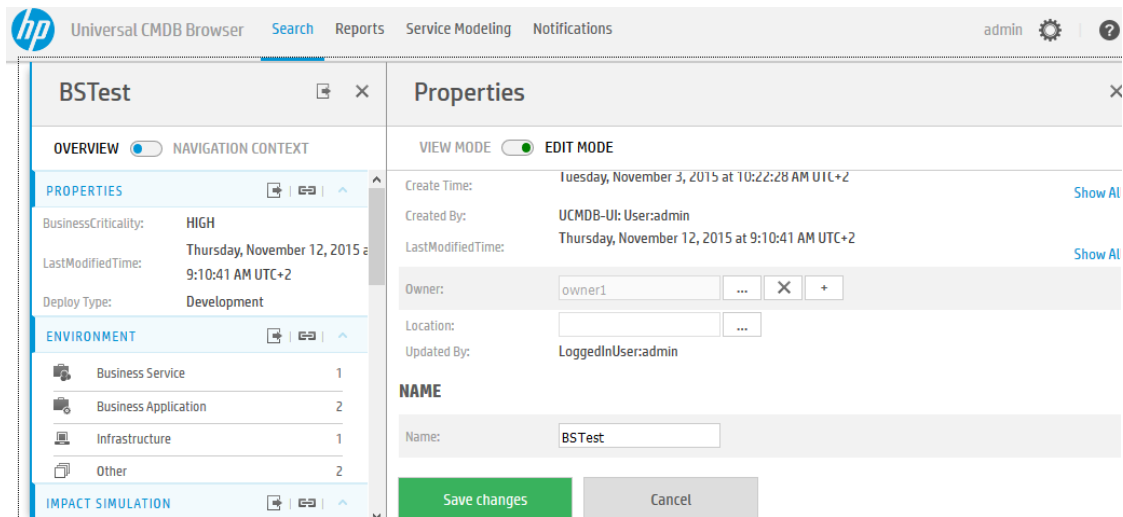 hp Universal CMDB Browser Search Reports Service Modeling Notifications admin ?
BSTest
OVERVIEW NAVIGATION CONTEXT
PROPERTIES
BusinessCriticality: HIGH
LastModifiedTime: Thursday, November 12, 2015 a
9:10:41 AM UTC+2
Deploy Type: Development
ENVIRONMENT
Business Service 1
Business Application 2
Infrastructure 1
Other 2
IMPACT SIMULATION
Properties
VIEW MODE EDIT MODE
Create Time: Tuesday, November 3, 2015 at 10:22:28 AM UTC+2
Show All
Created By: UCMDB-UI: User:admin
LastModifiedTime: Thursday, November 12, 2015 at 9:10:41 AM UTC+2
Show All
Owner: owner1 ... +
Location: ...
Updated By: LoggedInUser:admin
NAME
Name: BSTest
Save changes Cancel